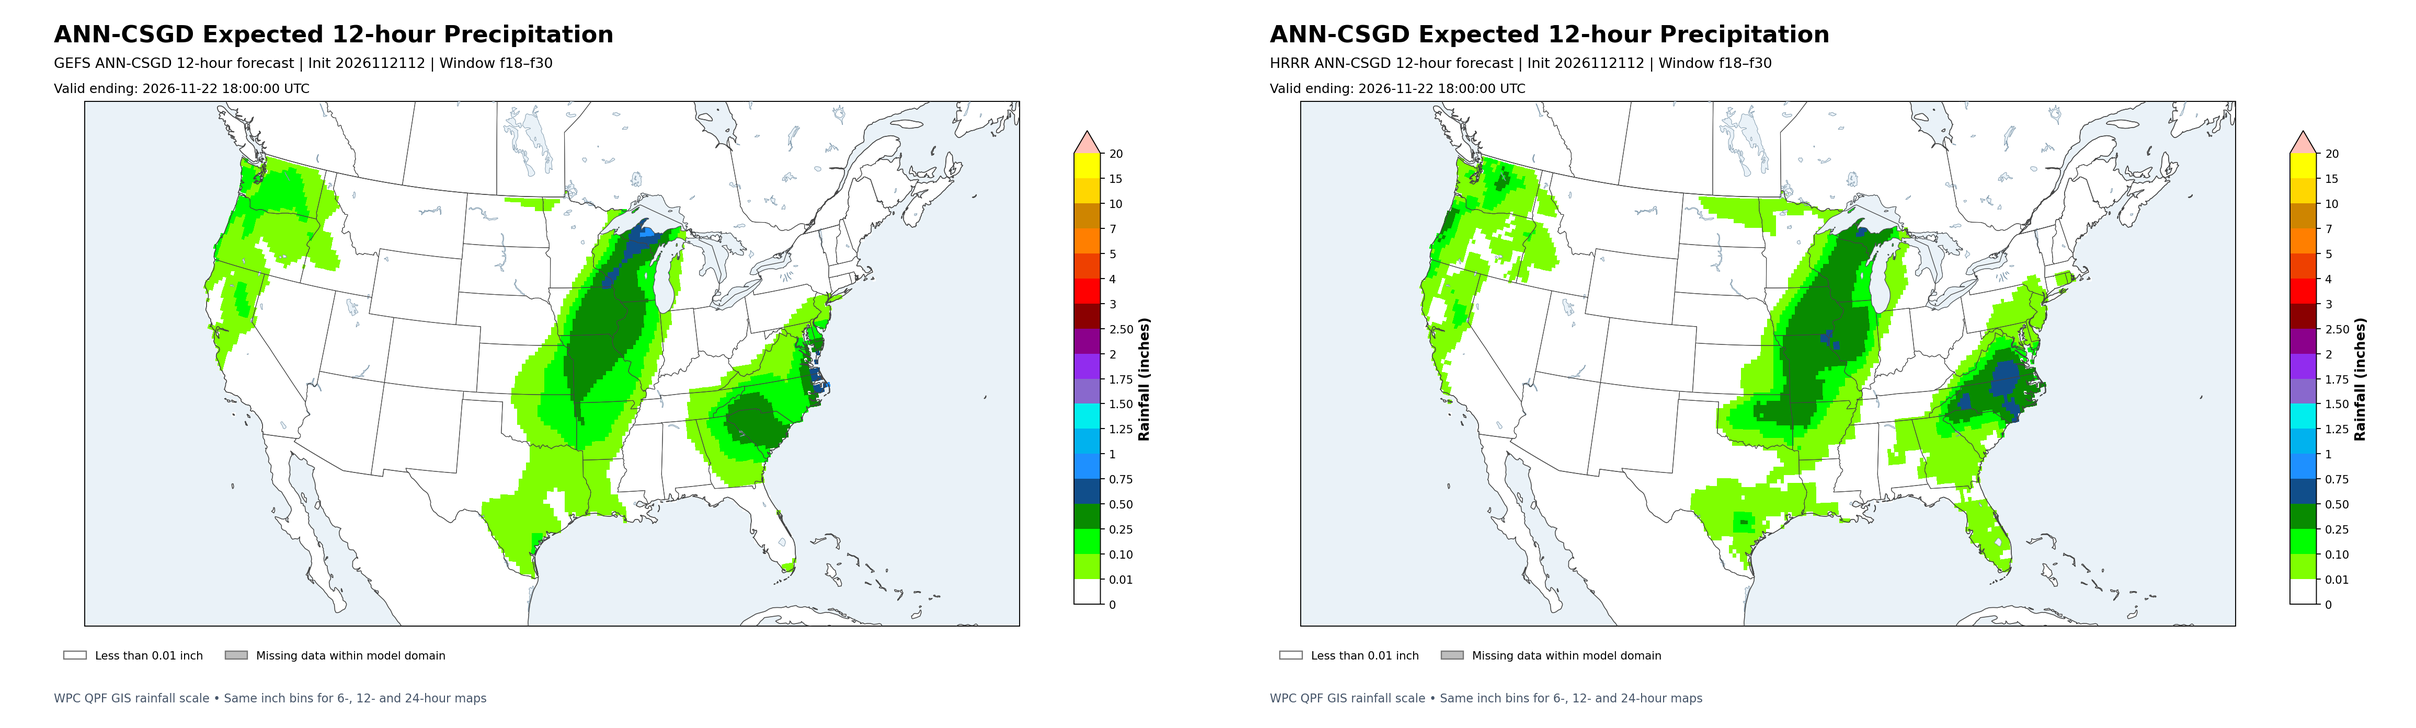 ANN-CSGD Expected 12-hour Precipitation
GEFS ANN-CSGD 12-hour forecast | Init 2026112112 | Window f18–f30
Valid ending: 2026-11-22 18:00:00 UTC
20
15
10
7
5
4
3
2.50
2
1.75
1.50
1.25
1
0.75
0.50
0.25
0.10
0.01
0
Rainfall (inches)
Less than 0.01 inch
Missing data within model domain
WPC QPF GIS rainfall scale • Same inch bins for 6-, 12- and 24-hour maps
ANN-CSGD Expected 12-hour Precipitation
HRRR ANN-CSGD 12-hour forecast | Init 2026112112 | Window f18–f30
Valid ending: 2026-11-22 18:00:00 UTC
20
15
10
7
5
4
3
2.50
2
1.75
1.50
1.25
1
0.75
0.50
0.25
0.10
0.01
0
Rainfall (inches)
Less than 0.01 inch
Missing data within model domain
WPC QPF GIS rainfall scale • Same inch bins for 6-, 12- and 24-hour maps